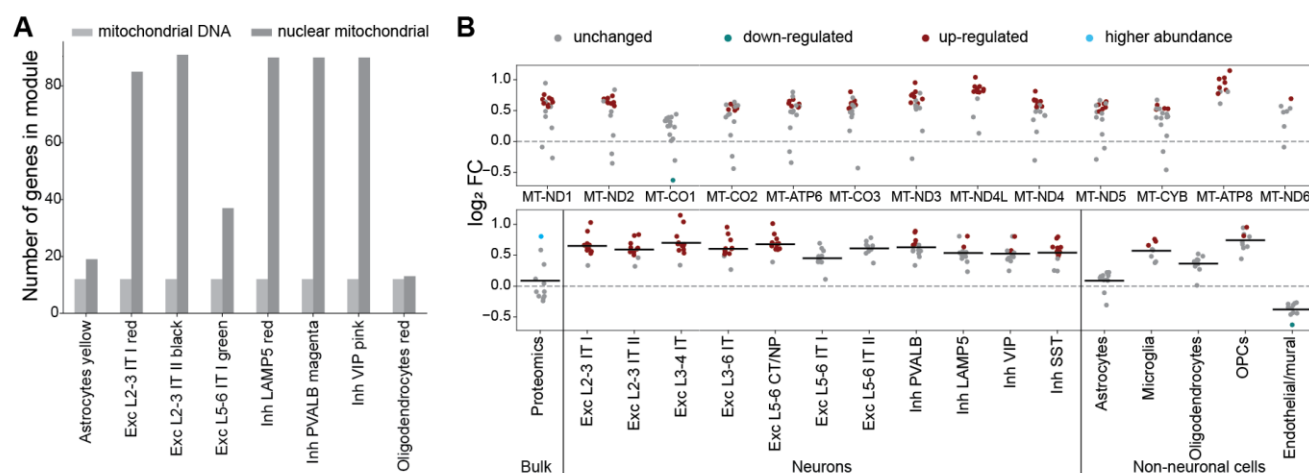 A
mitochondrial DNA
nuclear mitochondrial
Number of genes in module
80
60
40
20
0
Astrocytes yellow
Exc L2-3 IT I red
Exc L2-3 IT II black
Exc L5-6 IT I green
Inh LAMP5 red
Inh PVALB magenta
Inh VIP pink
Oligodendrocytes red
B
unchanged
down-regulated
up-regulated
higher abundance
log₂ FC
1.0
0.5
0.0
−0.5
MT-ND1
MT-ND2
MT-CO1
MT-CO2
MT-ATP6
MT-CO3
MT-ND3
MT-ND4L
MT-ND4
MT-ND5
MT-CYB
MT-ATP8
MT-ND6
1.0
0.5
0.0
−0.5
Proteomics
Exc L2-3 IT I
Exc L2-3 IT II
Exc L3-4 IT
Exc L3-6 IT
Exc L5-6 CT/NP
Exc L5-6 IT I
Exc L5-6 IT II
Inh PVALB
Inh LAMP5
Inh VIP
Inh SST
Astrocytes
Microglia
Oligodendrocytes
OPCs
Endothelial/mural
Bulk
Neurons
Non-neuronal cells